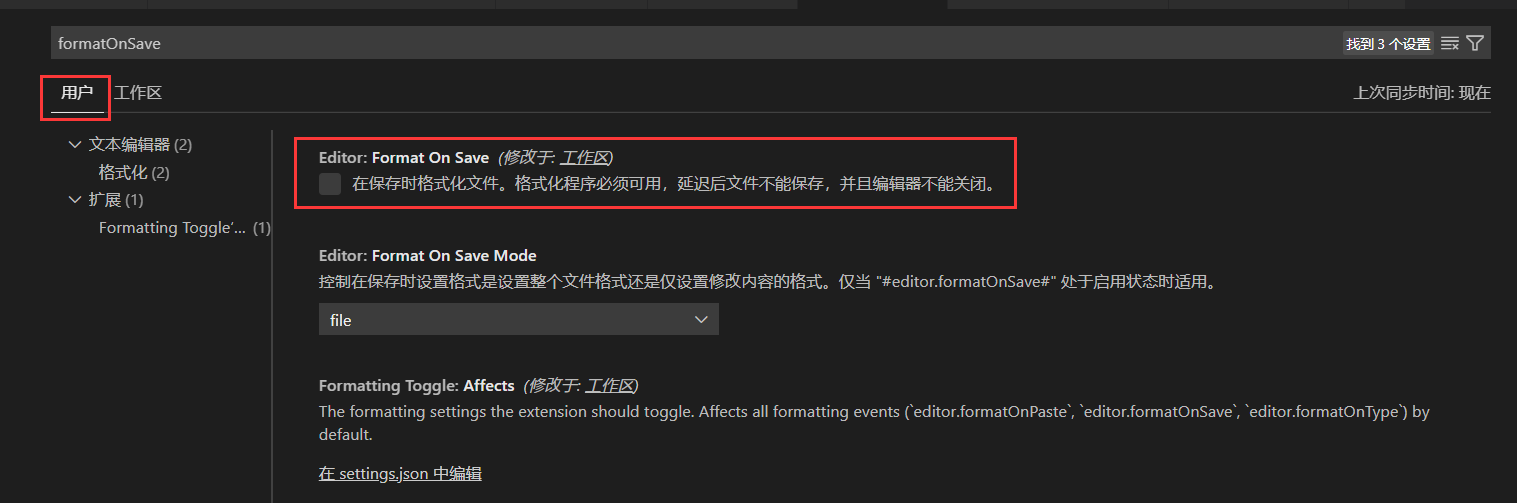 formatOnSave
找到 3 个设置
用户
工作区
上次同步时间: 现在
文本编辑器 (2)
格式化 (2)
扩展 (1)
Formatting Toggle'... (1)
Editor: Format On Save (修改于: 工作区)
在保存时格式化文件。格式化程序必须可用，延迟后文件不能保存，并且编辑器不能关闭。
Editor: Format On Save Mode
控制在保存时设置格式是设置整个文件格式还是仅设置修改内容的格式。仅当 "#editor.formatOnSave#" 处于启用状态时适用。
file
Formatting Toggle: Affects (修改于: 工作区)
The formatting settings the extension should toggle. Affects all formatting events (`editor.formatOnPaste`, `editor.formatOnSave`, `editor.formatOnType`) by
default.
在 settings.json 中编辑